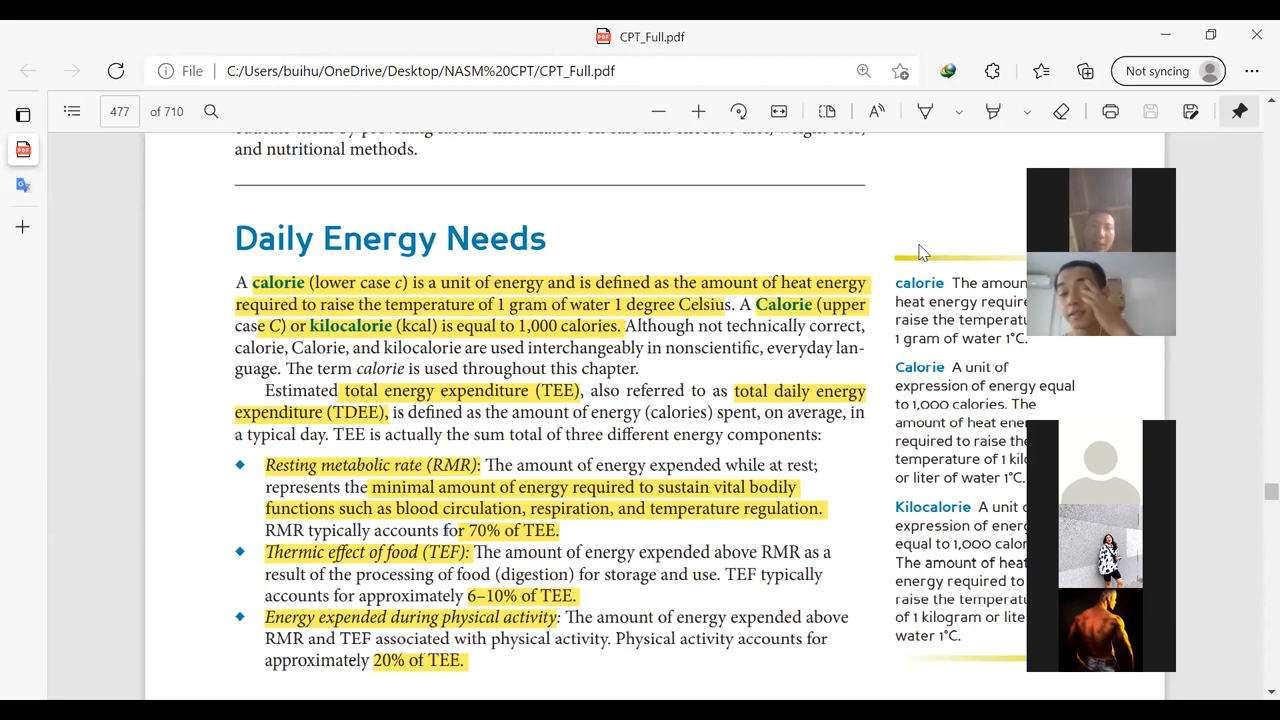 CPT_Full.pdf
File C:/Users/buihu/OneDrive/Desktop/NASM%20CPT/CPT_Full.pdf
Not syncing
477 of 710
and nutritional methods.
Daily Energy Needs
A calorie (lower case c) is a unit of energy and is defined as the amount of heat energy
required to raise the temperature of 1 gram of water 1 degree Celsius. A Calorie (upper
case C) or kilocalorie (kcal) is equal to 1,000 calories. Although not technically correct,
calorie, Calorie, and kilocalorie are used interchangeably in nonscientific, everyday lan-
guage. The term calorie is used throughout this chapter.
Estimated total energy expenditure (TEE), also referred to as total daily energy
expenditure (TDEE), is defined as the amount of energy (calories) spent, on average, in
a typical day. TEE is actually the sum total of three different energy components:
Resting metabolic rate (RMR): The amount of energy expended while at rest;
represents the minimal amount of energy required to sustain vital bodily
functions such as blood circulation, respiration, and temperature regulation.
RMR typically accounts for 70% of TEE.
Thermic effect of food (TEF): The amount of energy expended above RMR as a
result of the processing of food (digestion) for storage and use. TEF typically
accounts for approximately 6–10% of TEE.
Energy expended during physical activity: The amount of energy expended above
RMR and TEF associated with physical activity. Physical activity accounts for
approximately 20% of TEE.
calorie The amoun
heat energy require
raise the temperatu
1 gram of water 1°C.
Calorie A unit of
expression of energy equal
to 1,000 calories. The
amount of heat ener
required to raise the
temperature of 1 kil
or liter of water 1°C.
Kilocalorie A unit o
expression of energ
equal to 1,000 calor
The amount of heat
energy required to
raise the temperatu
of 1 kilogram or lite
water 1°C.